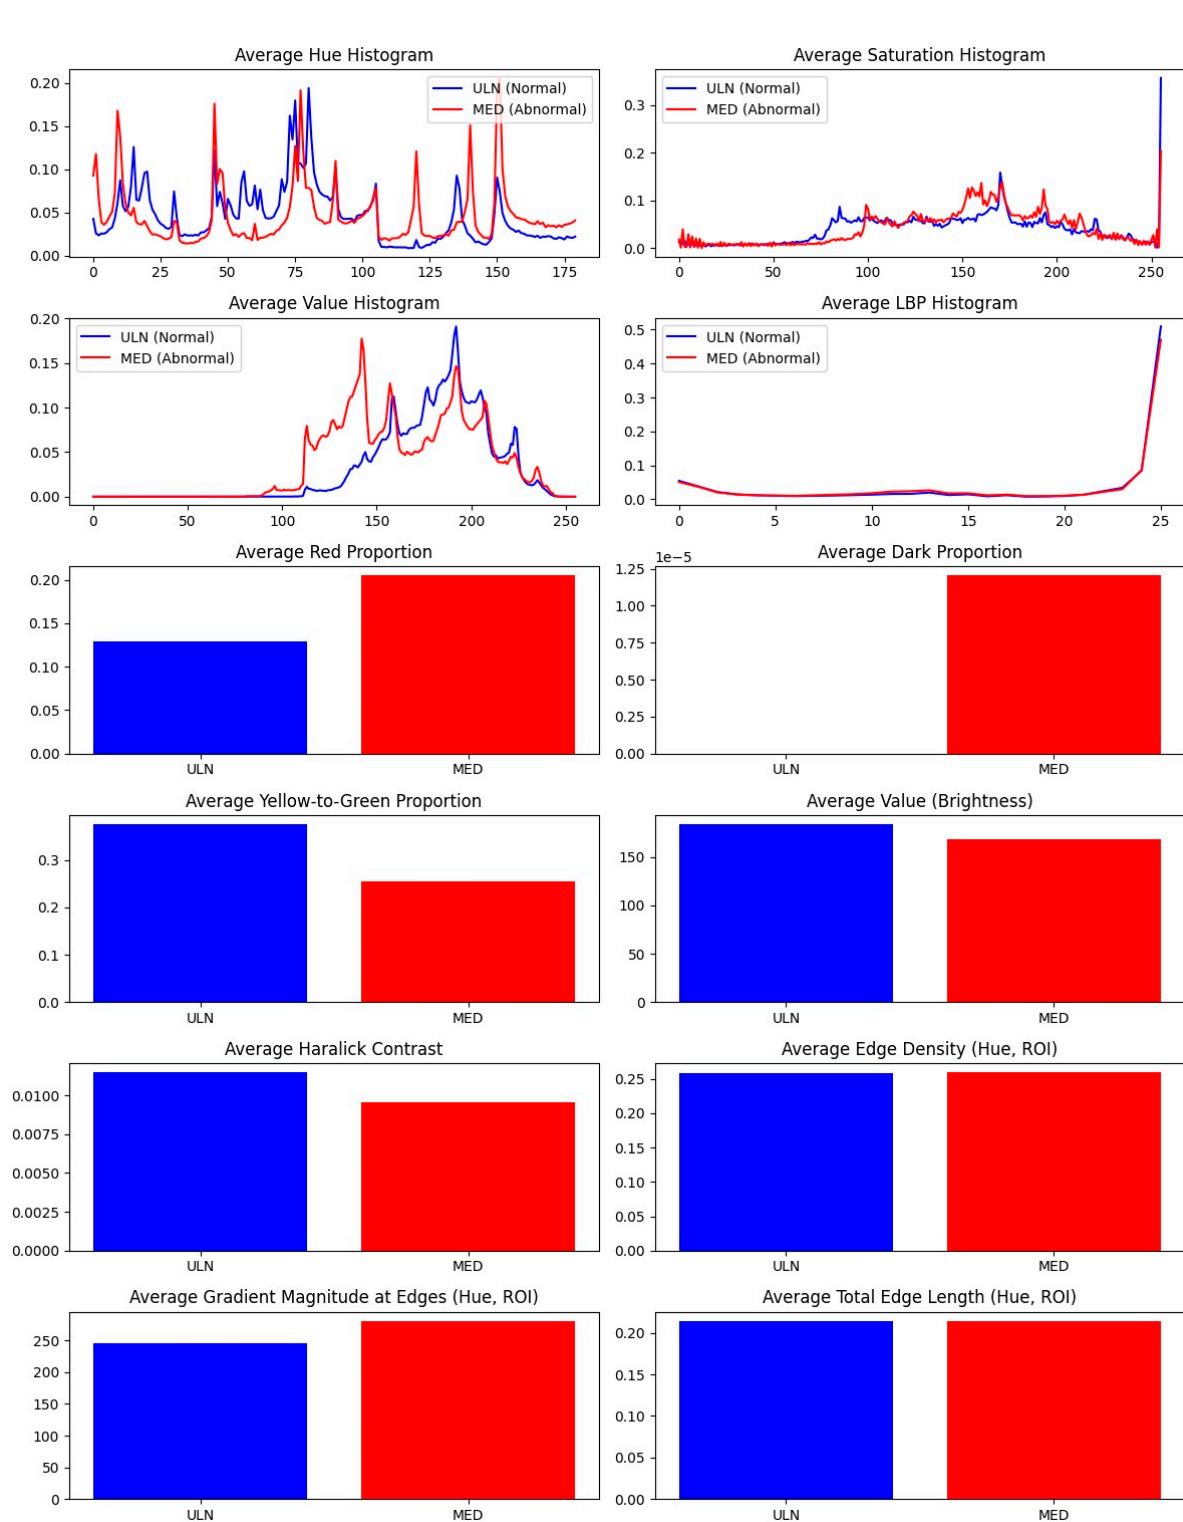 Average Hue Histogram
ULN (Normal)
MED (Abnormal)
0.20
0.15
0.10
0.05
0.00
0 25 50 75 100 125 150 175
Average Saturation Histogram
ULN (Normal)
MED (Abnormal)
0.3
0.2
0.1
0.0
0 50 100 150 200 250
Average Value Histogram
ULN (Normal)
MED (Abnormal)
0.20
0.15
0.10
0.05
0.00
0 50 100 150 200 250
Average LBP Histogram
ULN (Normal)
MED (Abnormal)
0.5
0.4
0.3
0.2
0.1
0.0
0 5 10 15 20 25
Average Red Proportion
0.20
0.15
0.10
0.05
0.00
ULN MED
Average Dark Proportion
1e−5
1.25
1.00
0.75
0.50
0.25
0.00
ULN MED
Average Yellow-to-Green Proportion
0.3
0.2
0.1
0.0
ULN MED
Average Value (Brightness)
150
100
50
0
ULN MED
Average Haralick Contrast
0.0100
0.0075
0.0050
0.0025
0.0000
ULN MED
Average Edge Density (Hue, ROI)
0.25
0.20
0.15
0.10
0.05
0.00
ULN MED
Average Gradient Magnitude at Edges (Hue, ROI)
250
200
150
100
50
0
ULN MED
Average Total Edge Length (Hue, ROI)
0.20
0.15
0.10
0.05
0.00
ULN MED